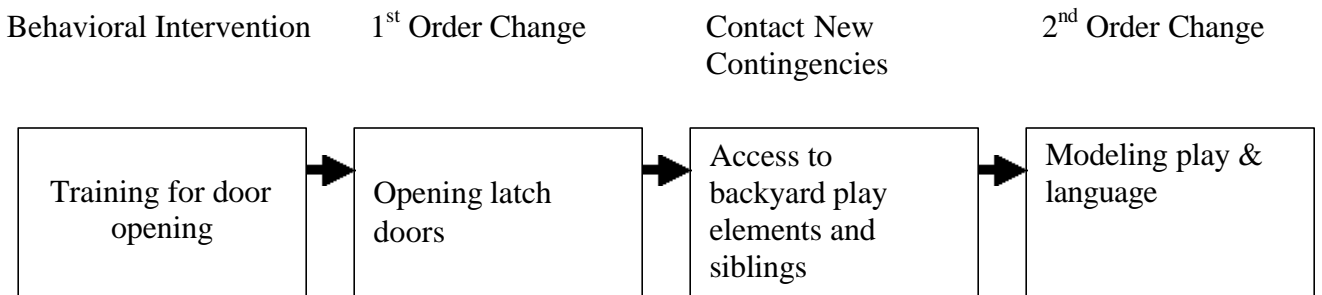 Behavioral Intervention
1st Order Change
Contact New
Contingencies
2nd Order Change
Training for door
opening
Opening latch
doors
Access to
backyard play
elements and
siblings
Modeling play &
language